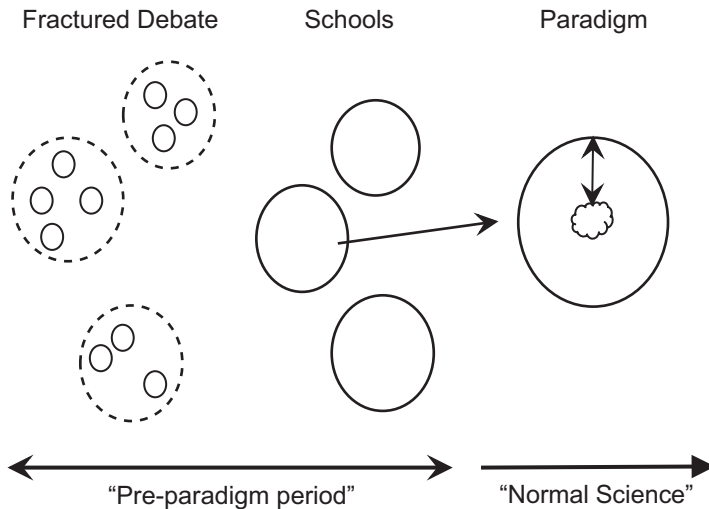 Fractured Debate
Schools
Paradigm
“Pre-paradigm period”
“Normal Science”